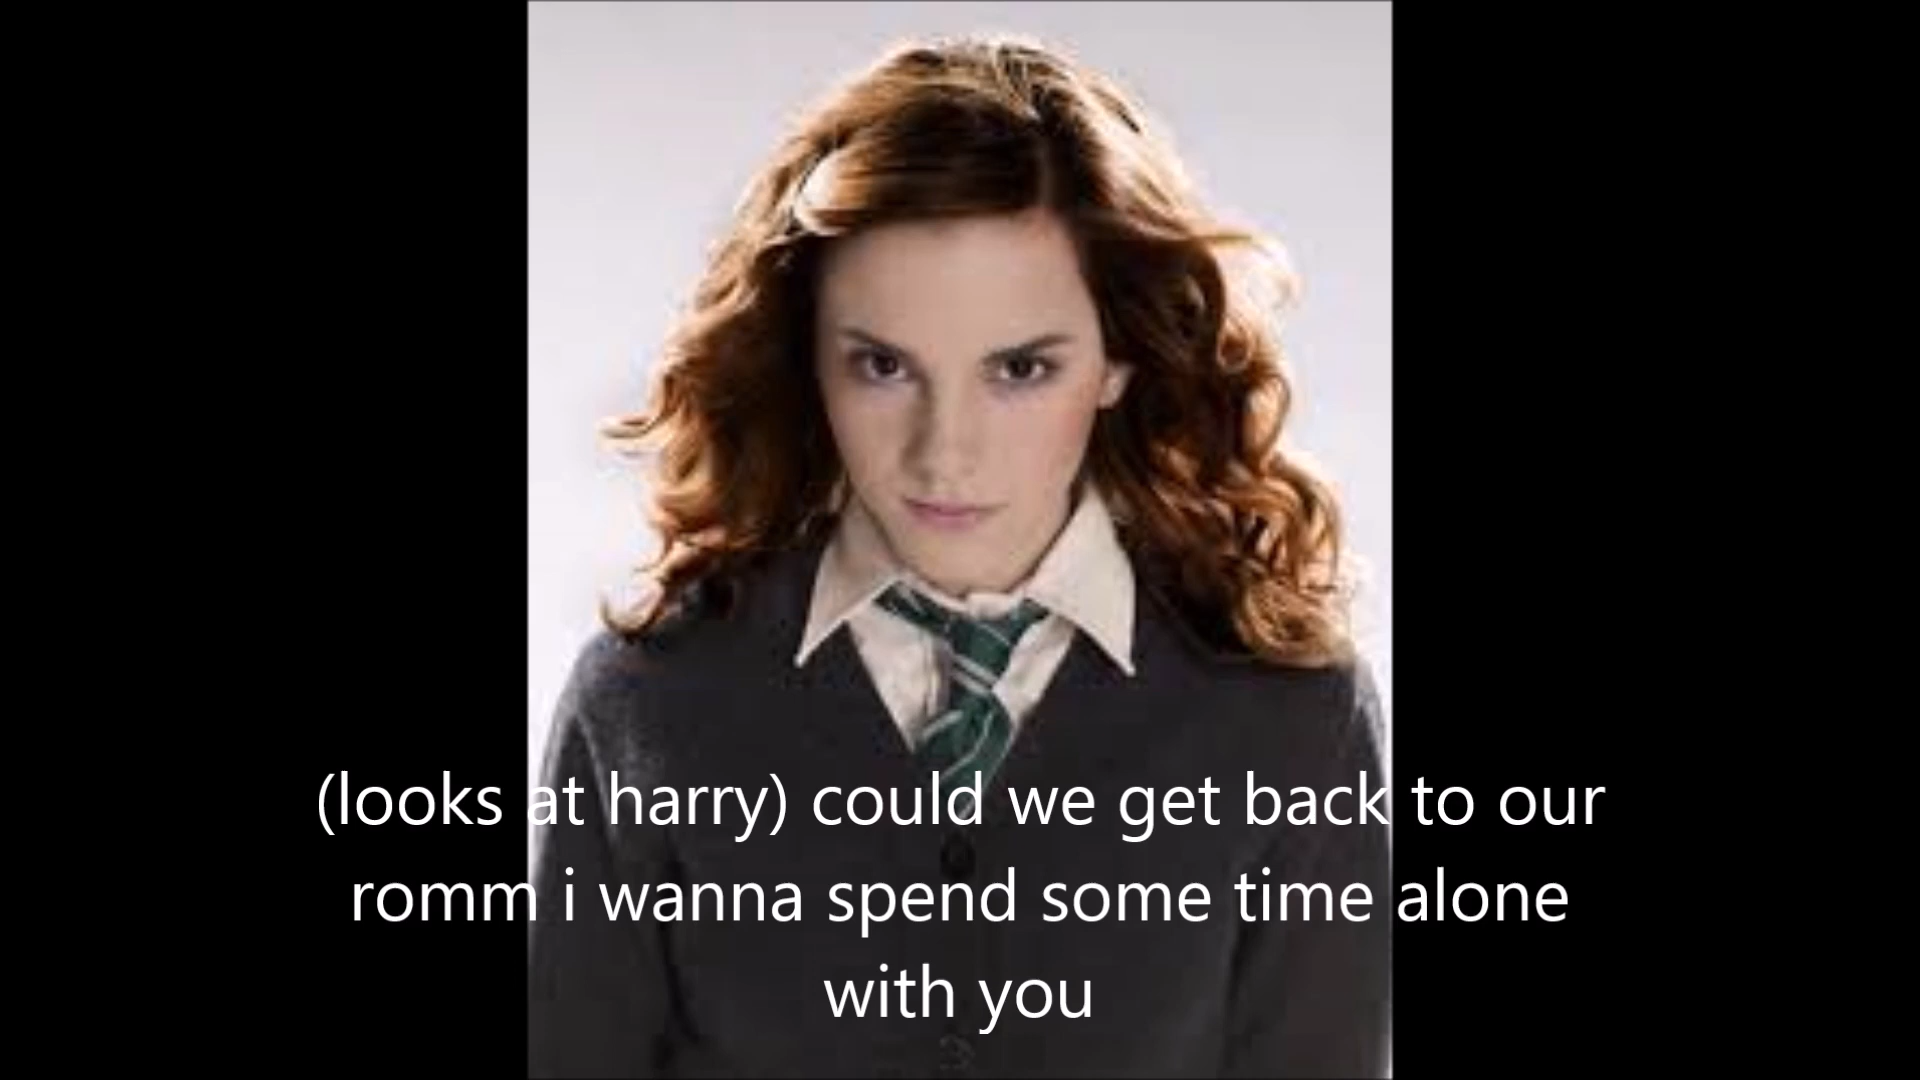 (looks at harry) could we get back to our
romm i wanna spend some time alone
with you